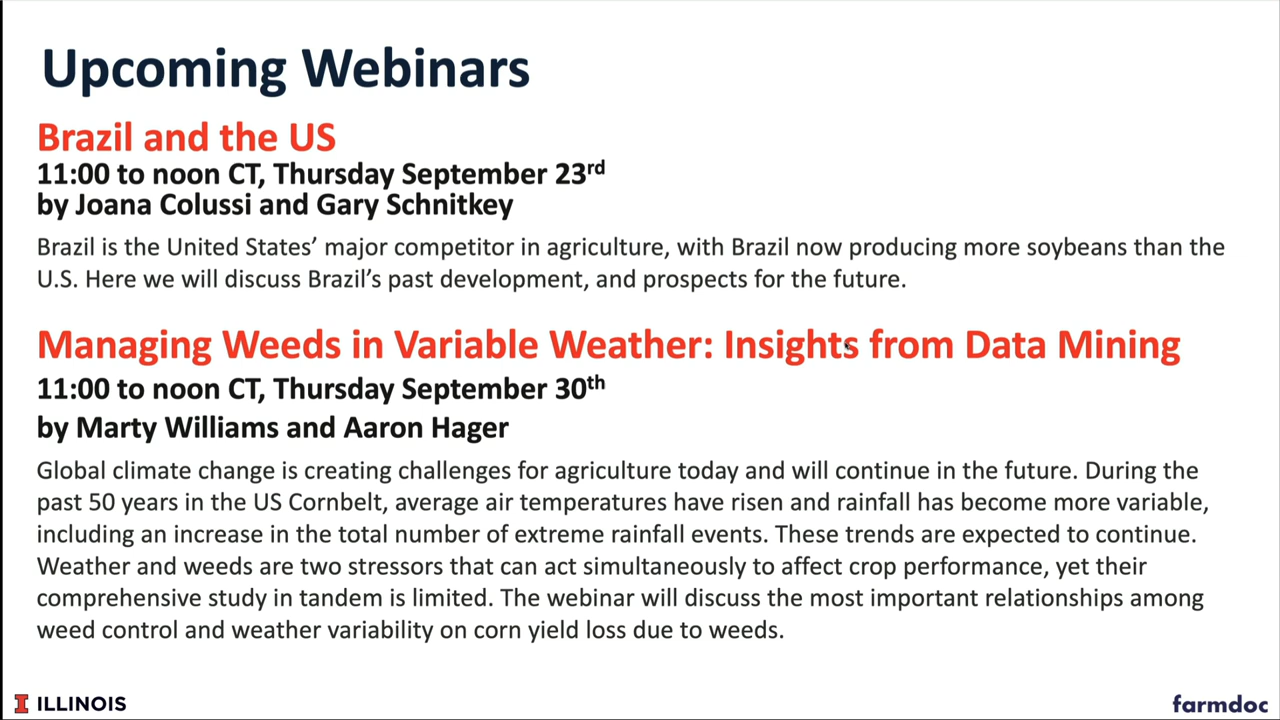 Upcoming Webinars
Brazil and the US
11:00 to noon CT, Thursday September 23rd
by Joana Colussi and Gary Schnitkey
Brazil is the United States’ major competitor in agriculture, with Brazil now producing more soybeans than the
U.S. Here we will discuss Brazil’s past development, and prospects for the future.
Managing Weeds in Variable Weather: Insights from Data Mining
11:00 to noon CT, Thursday September 30th
by Marty Williams and Aaron Hager
Global climate change is creating challenges for agriculture today and will continue in the future. During the
past 50 years in the US Cornbelt, average air temperatures have risen and rainfall has become more variable,
including an increase in the total number of extreme rainfall events. These trends are expected to continue.
Weather and weeds are two stressors that can act simultaneously to affect crop performance, yet their
comprehensive study in tandem is limited. The webinar will discuss the most important relationships among
weed control and weather variability on corn yield loss due to weeds.
I ILLINOIS
farmdoc